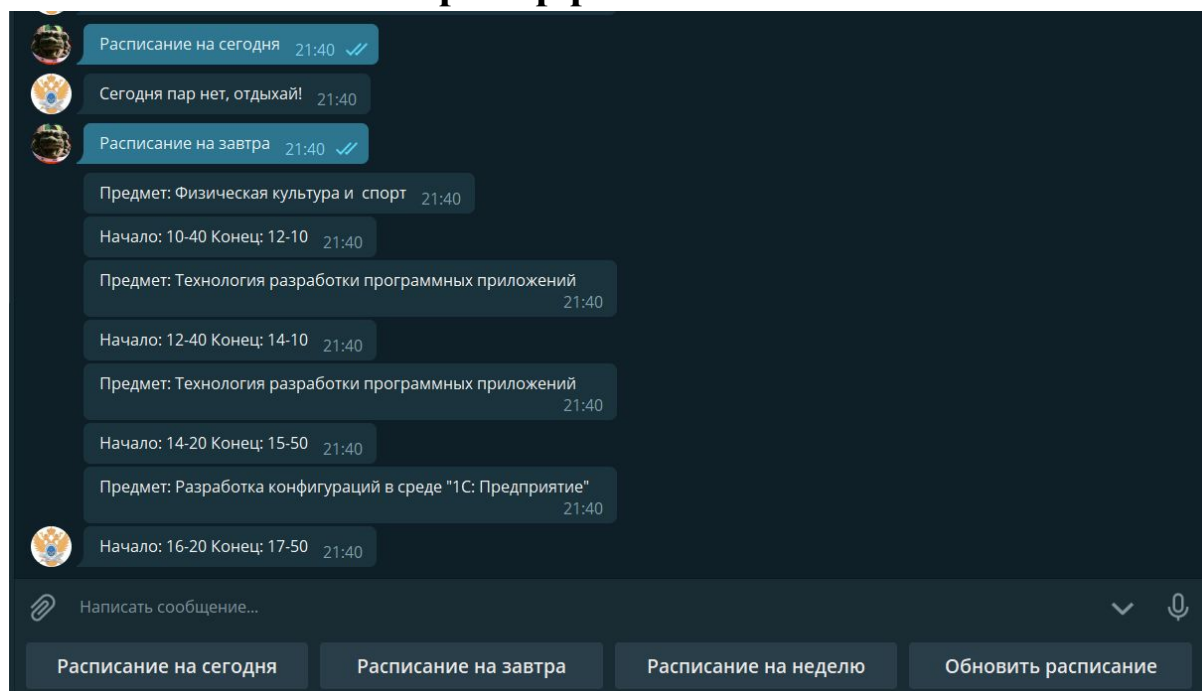 Расписание на сегодня 21:40
Сегодня пар нет, отдыхай! 21:40
Расписание на завтра 21:40
Предмет: Физическая культура и  спорт 21:40
Начало: 10-40 Конец: 12-10 21:40
Предмет: Технология разработки программных приложений
21:40
Начало: 12-40 Конец: 14-10 21:40
Предмет: Технология разработки программных приложений
21:40
Начало: 14-20 Конец: 15-50 21:40
Предмет: Разработка конфигураций в среде "1С: Предприятие"
21:40
Начало: 16-20 Конец: 17-50 21:40
Написать сообщение...
Расписание на сегодня Расписание на завтра Расписание на неделю Обновить расписание